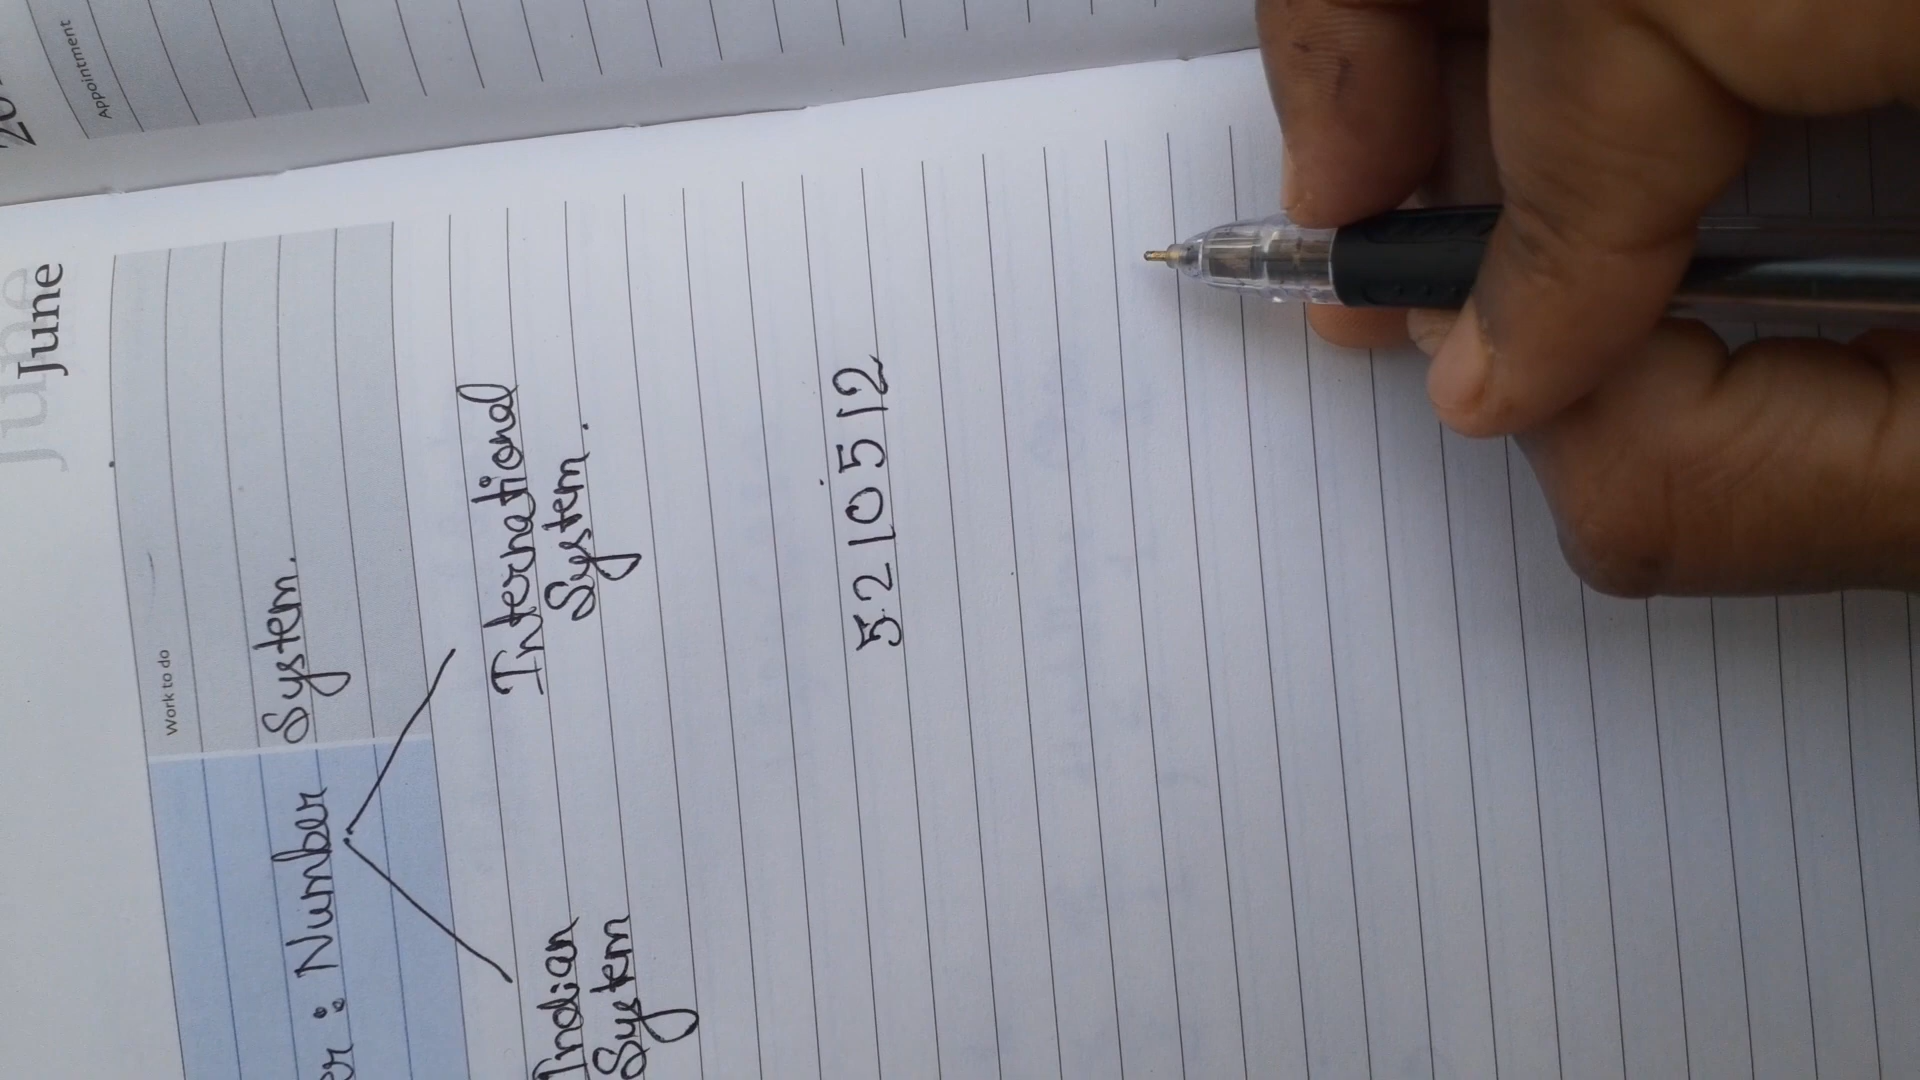 Appointment
June
Work to do
er : Number System.
Indian System
International System.
5210512